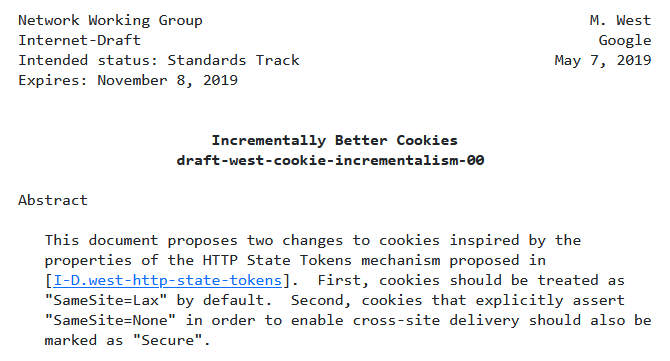 Network Working Group M. West
Internet-Draft Google
Intended status: Standards Track May 7, 2019
Expires: November 8, 2019
Incrementally Better Cookies
draft-west-cookie-incrementalism-00
Abstract
This document proposes two changes to cookies inspired by the
properties of the HTTP State Tokens mechanism proposed in
[I-D.west-http-state-tokens]. First, cookies should be treated as
"SameSite=Lax" by default. Second, cookies that explicitly assert
"SameSite=None" in order to enable cross-site delivery should also be
marked as "Secure".